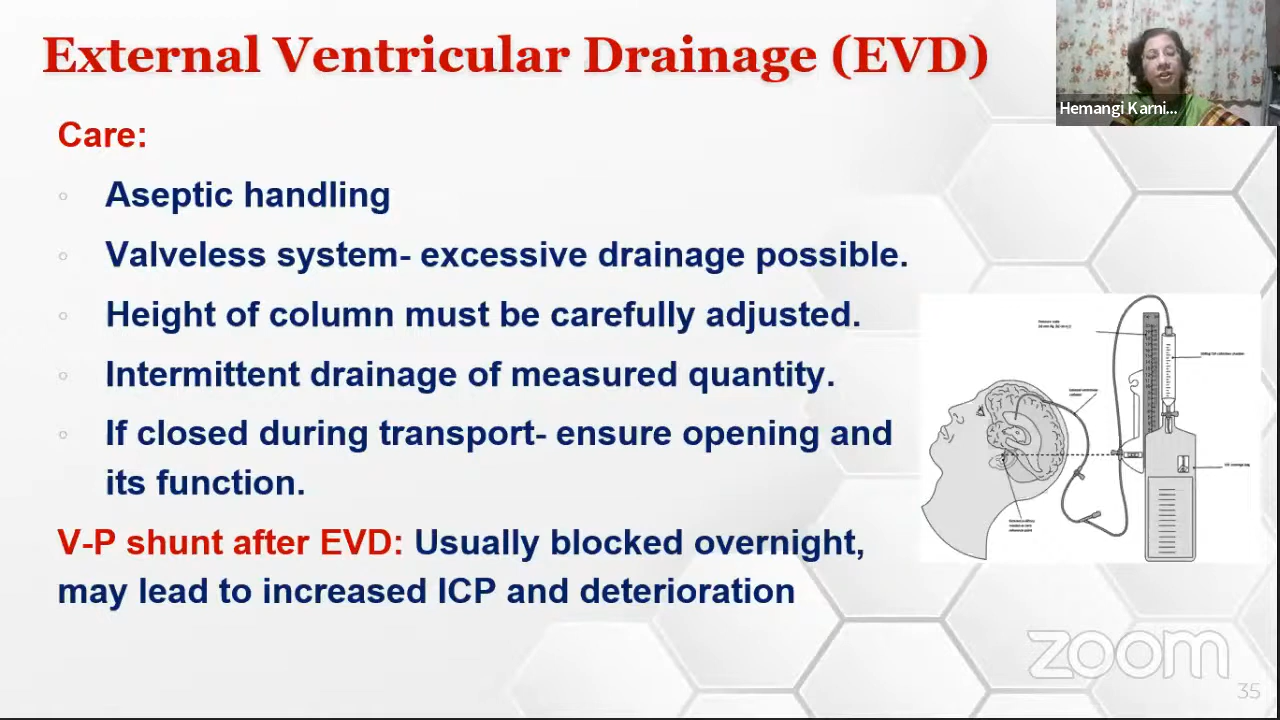 External Ventricular Drainage (EVD)
Hemangi Karni...
Care:
Aseptic handling
Valveless system- excessive drainage possible.
Height of column must be carefully adjusted.
Intermittent drainage of measured quantity.
If closed during transport- ensure opening and
its function.
V-P shunt after EVD: Usually blocked overnight,
may lead to increased ICP and deterioration
zoom
35